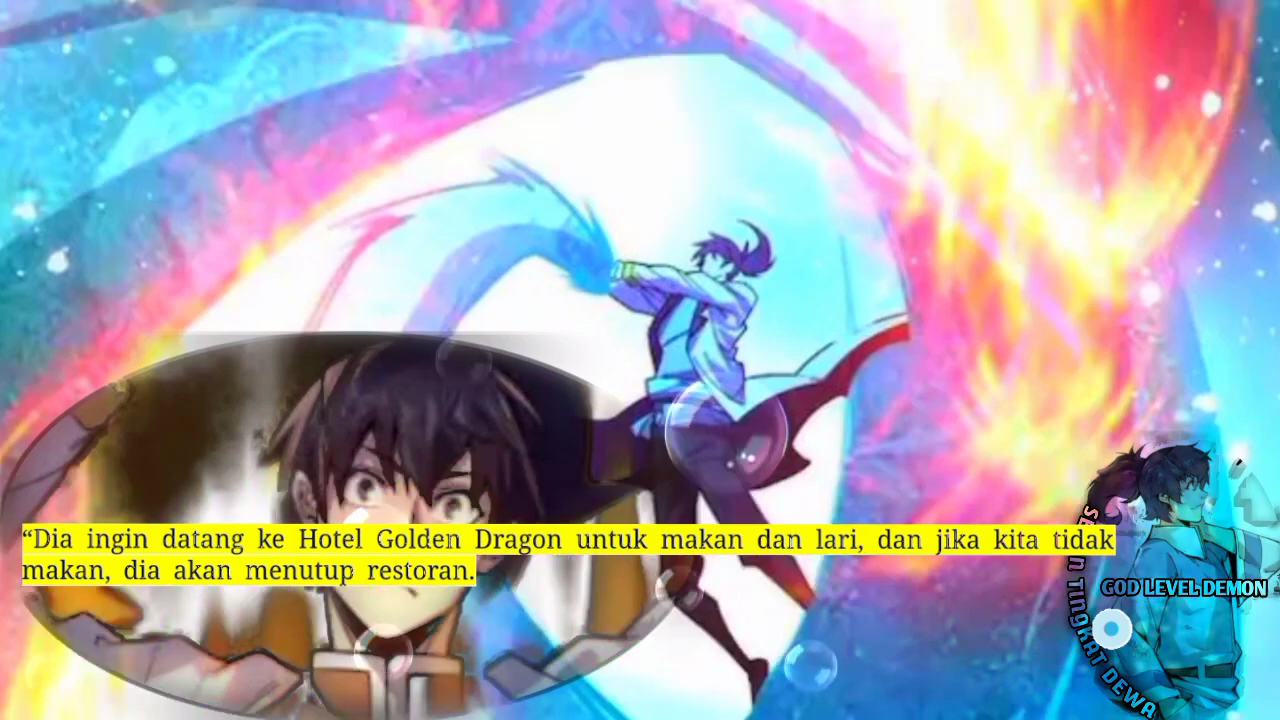 “Dia ingin datang ke Hotel Golden Dragon untuk makan dan lari, dan jika kita tidak
makan, dia akan menutup restoran.
GOD LEVEL DEMON
TINGKAT DEWA